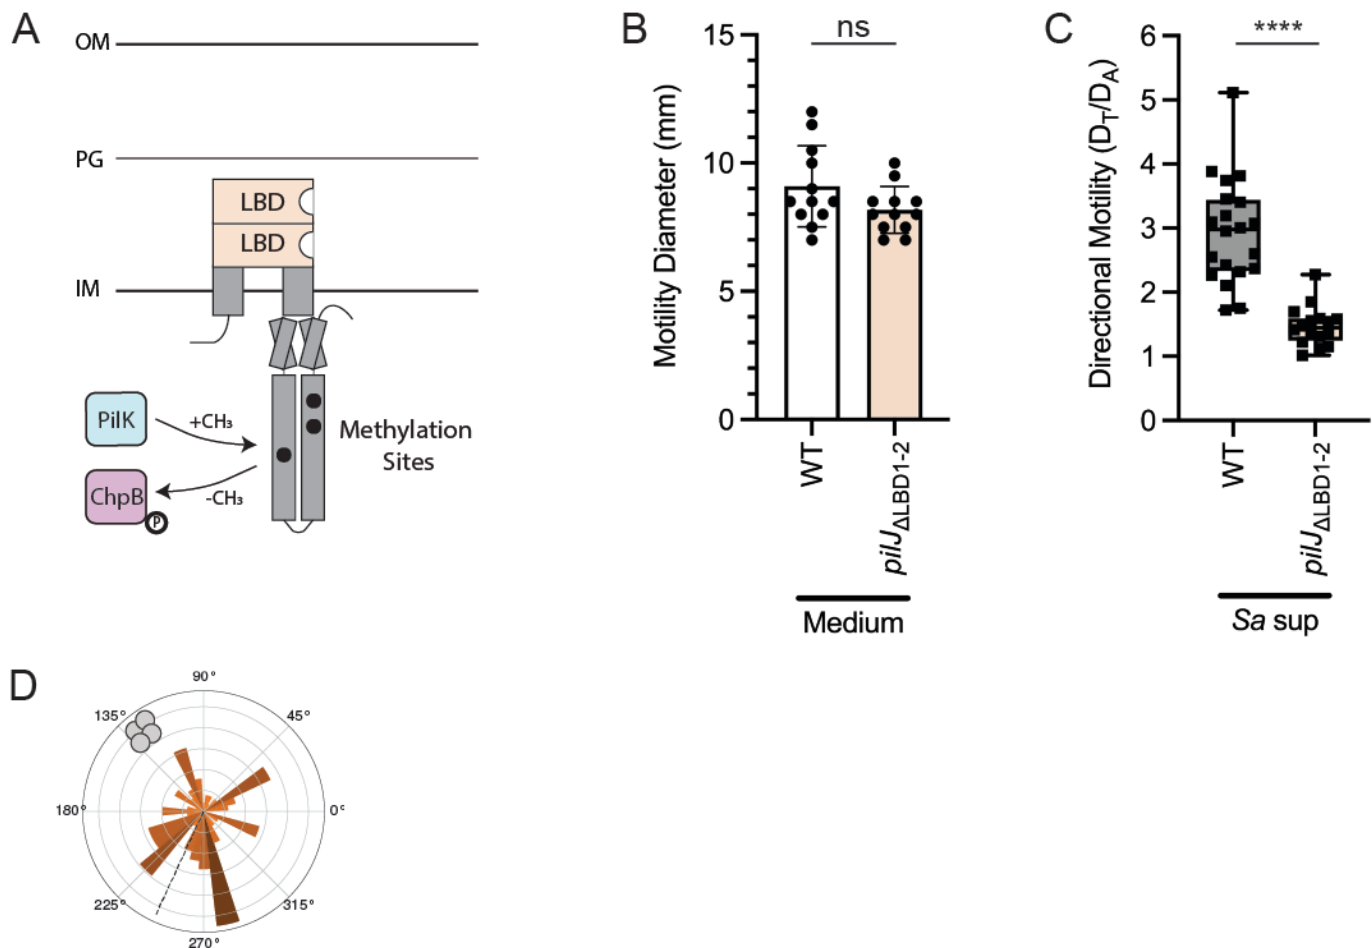 A
OM
PG
LBD
LBD
IM
PilK
+CH₃
ChpB
P
-CH₃
Methylation
Sites
B
ns
Motility Diameter (mm)
15
10
5
0
WT
pilJΔLBD1-2
Medium
C
****
Directional Motility (DT/DA)
6
5
4
3
2
1
0
WT
pilJΔLBD1-2
Sa sup
D
90°
135°
45°
180°
0°
225°
315°
270°